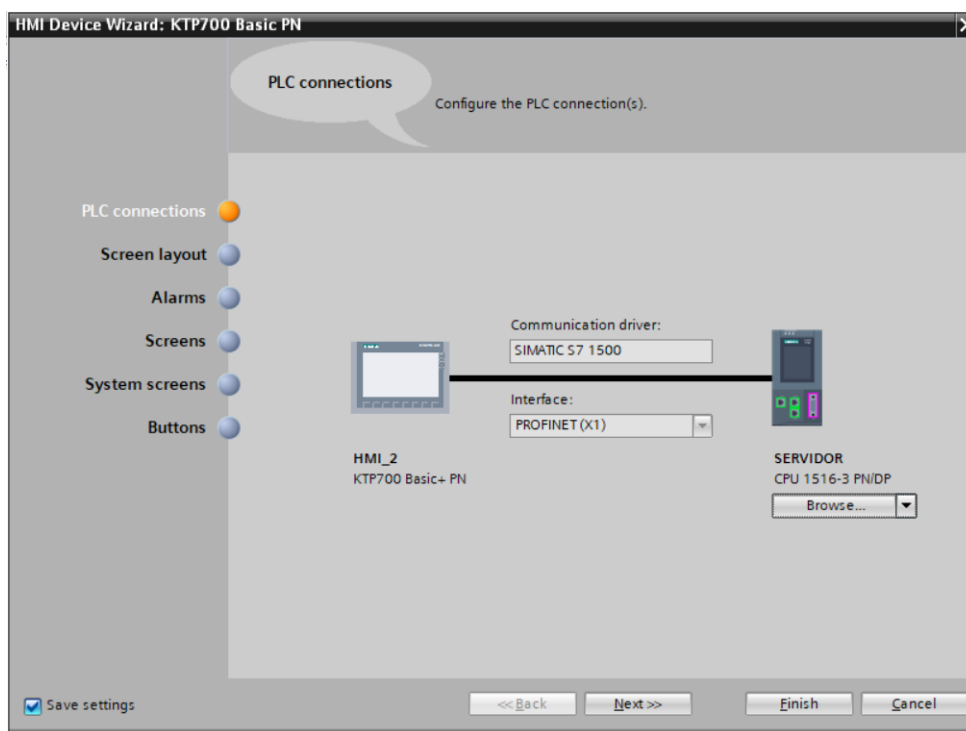 HMI Device Wizard: KTP700 Basic PN
PLC connections
Configure the PLC connection(s).
PLC connections
Screen layout
Alarms
Screens
System screens
Buttons
Communication driver:
SIMATIC S7 1500
Interface:
PROFINET (X1)
HMI_2
KTP700 Basic+ PN
SERVIDOR
CPU 1516-3 PN/DP
Browse...
Save settings
<<Back
Next>>
Finish
Cancel